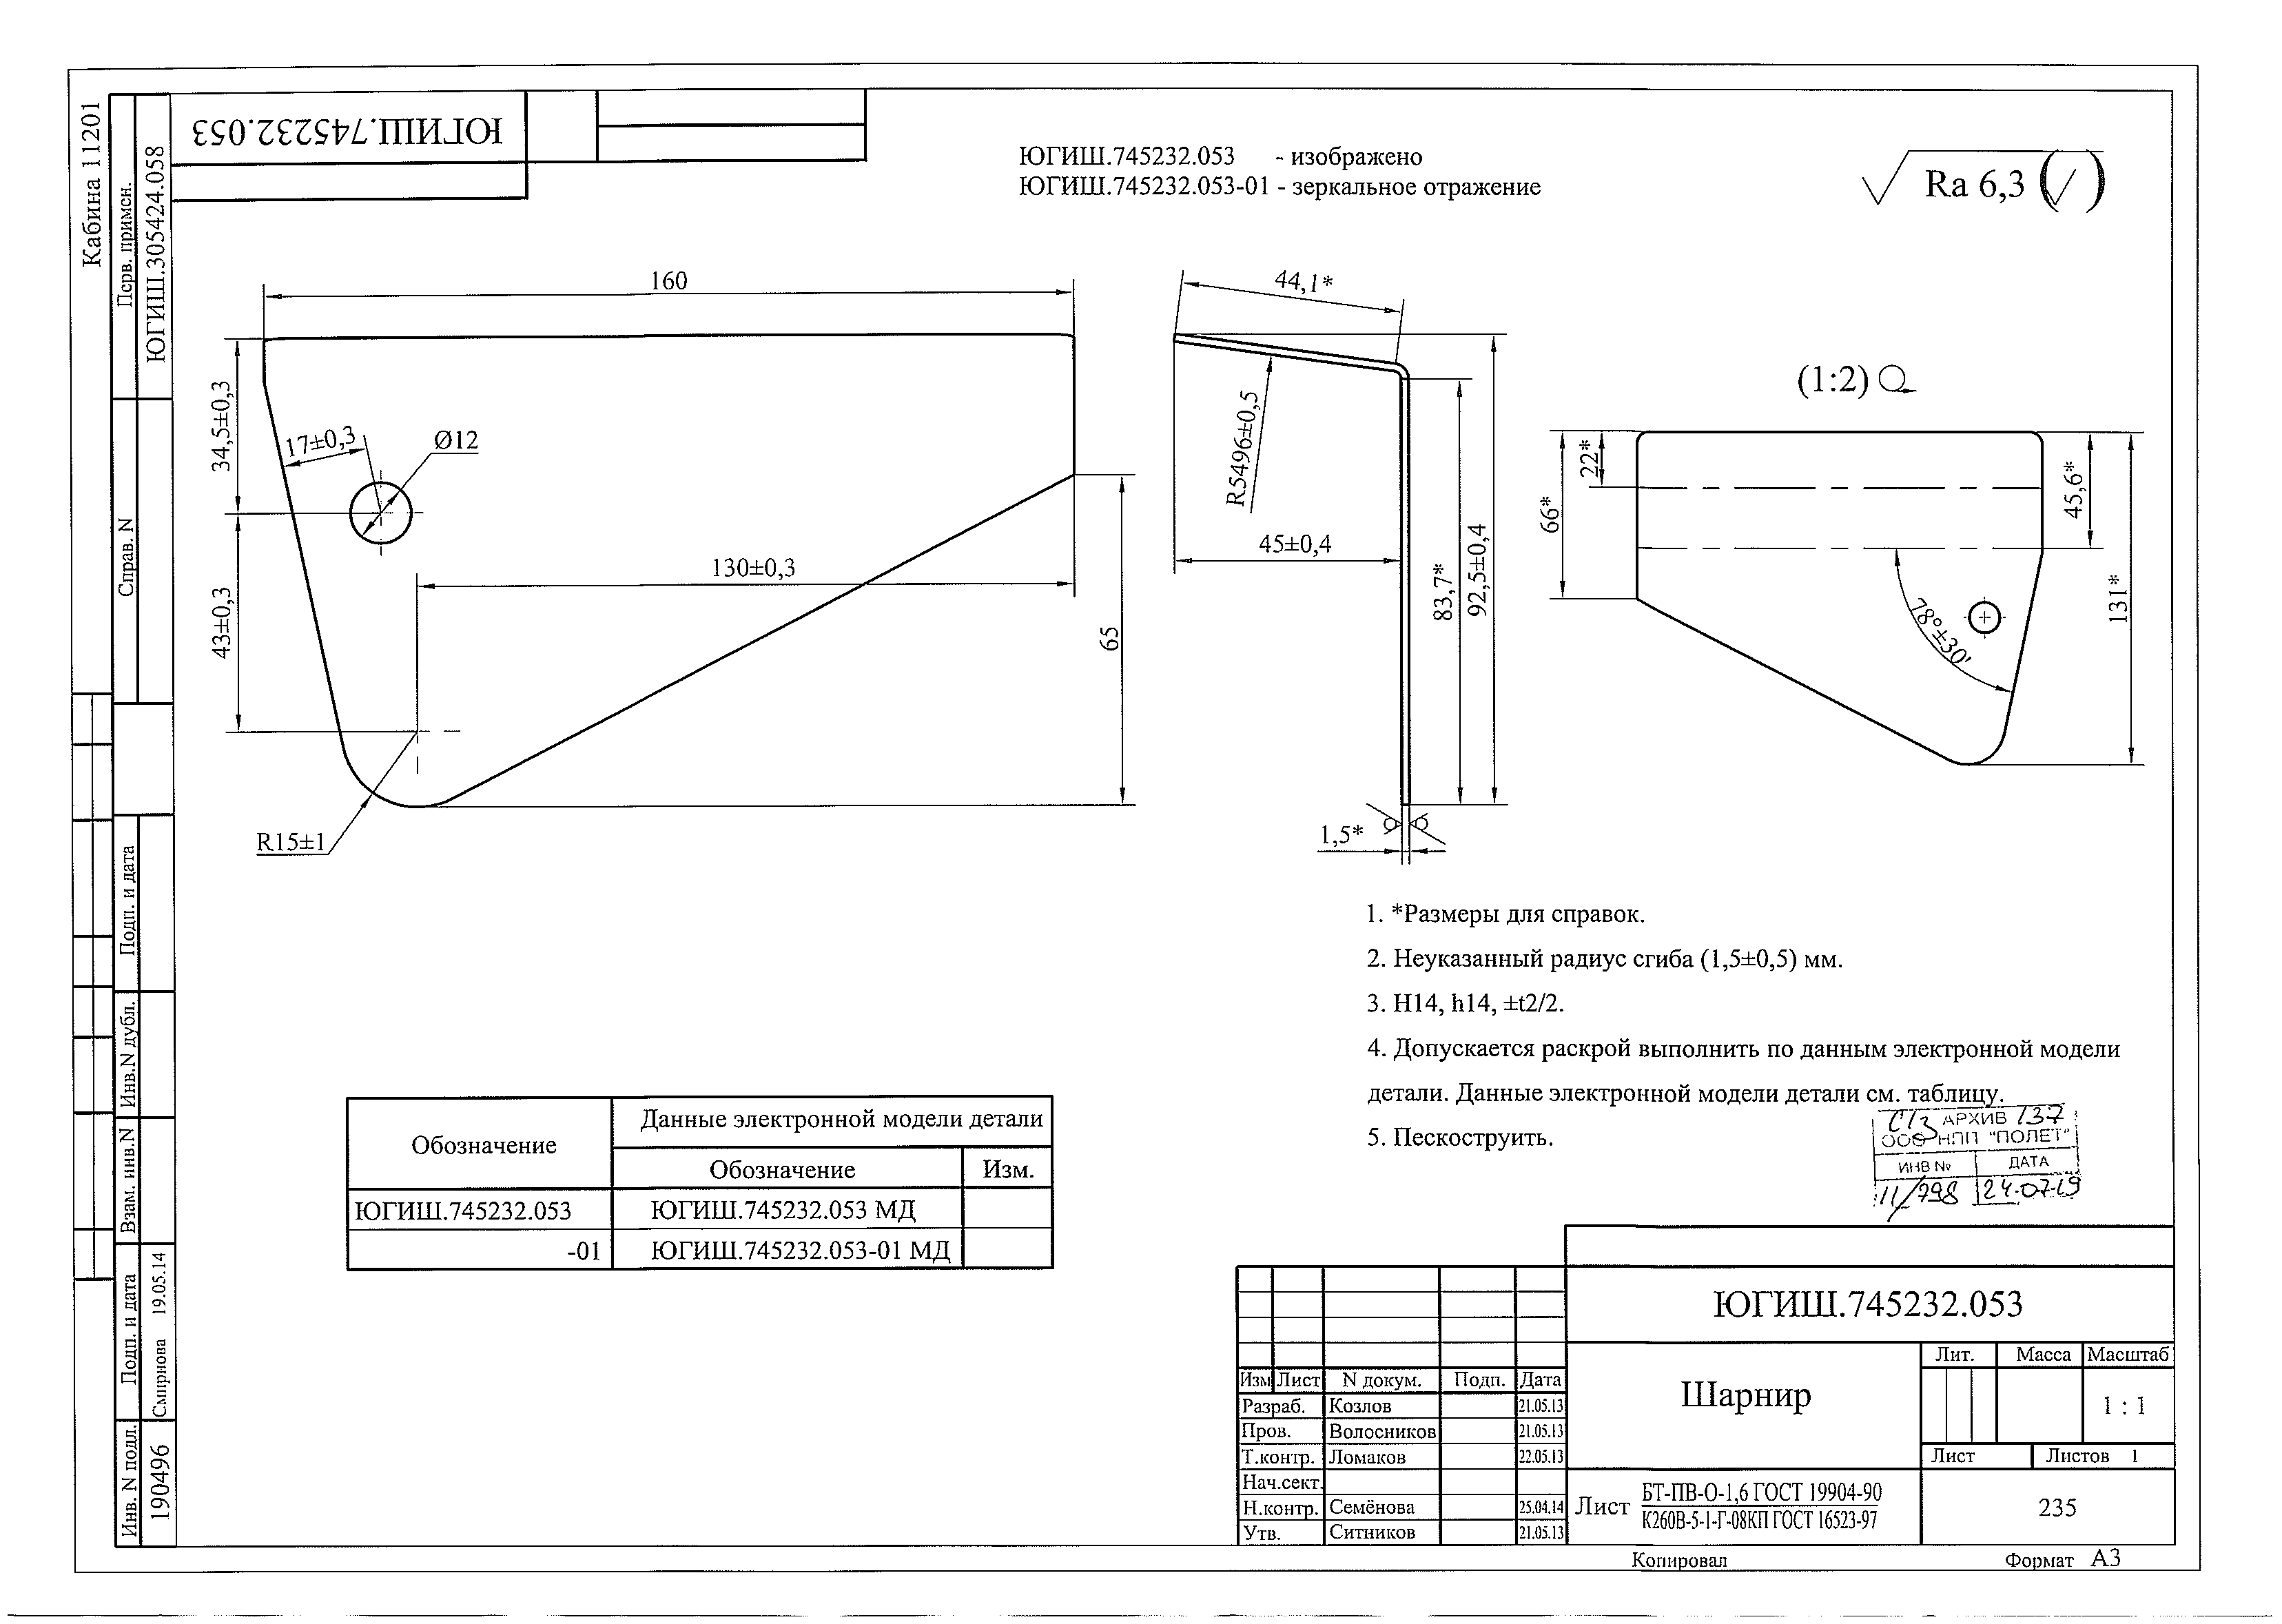 Кабина 11201
Перв. примен.
ЮГИШ.305424.058
Справ. N
Подп. и дата
Инв.N дубл.
Взам. инв.N
Подп. и дата
Смирнова 19.05.14
Инв. N подл.
190496
ЮГИШ.745232.053
ЮГИШ.745232.053 - изображено
ЮГИШ.745232.053-01 - зеркальное отражение
Ra 6,3
160
34,5±0,3
17±0,3
Ø12
43±0,3
130±0,3
65
R15±1
44,1*
R5496±0,5
45±0,4
83,7*
92,5±0,4
1,5*
(1:2)
66*
22*
45,6*
131*
78°±30'
1. *Размеры для справок.
2. Неуказанный радиус сгиба (1,5±0,5) мм.
3. H14, h14, ±t2/2.
4. Допускается раскрой выполнить по данным электронной модели
детали. Данные электронной модели детали см. таблицу.
5. Пескоструить.
АРХИВ 137
ООО НПП "ПОЛЕТ"
ИНВ № ДАТА
11/798 24.07.19
Обозначение Данные электронной модели детали
Обозначение Изм.
ЮГИШ.745232.053 ЮГИШ.745232.053 МД
-01 ЮГИШ.745232.053-01 МД
ЮГИШ.745232.053
Изм Лист N докум. Подп. Дата
Разраб. Козлов 21.05.13
Пров. Волосников 21.05.13
Т.контр. Ломаков 22.05.13
Нач.сект.
Н.контр. Семёнова 25.04.14
Утв. Ситников 21.05.13
Шарнир
Лит. Масса Масштаб
1 : 1
Лист Листов 1
Лист БТ-ПВ-О-1,6 ГОСТ 19904-90
К260В-5-1-Г-08КП ГОСТ 16523-97
235
Копировал Формат А3